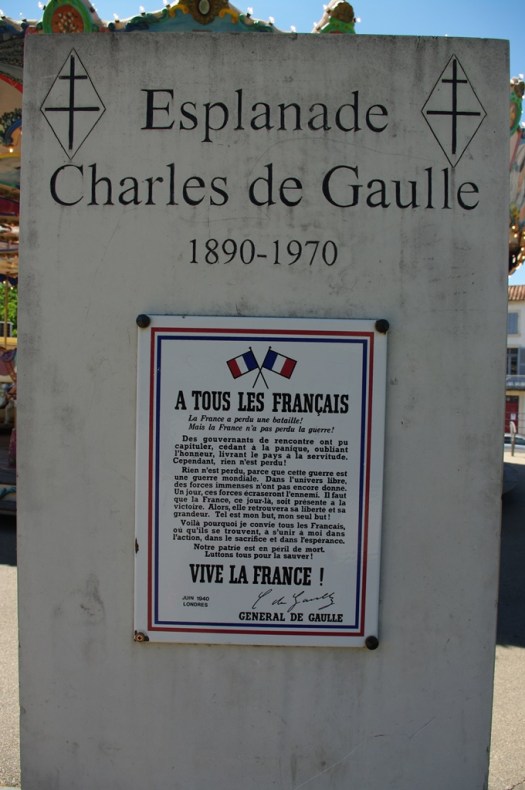 Esplanade
Charles de Gaulle
1890-1970
A TOUS LES FRANÇAIS
La France a perdu une bataille!
Mais la France n'a pas perdu la guerre!
Des gouvernants de rencontre ont pu
capituler, cédant à la panique, oubliant
l'honneur, livrant le pays à la servitude.
Cependant, rien n'est perdu!
Rien n'est perdu, parce que cette guerre est
une guerre mondiale. Dans l'univers libre,
des forces immenses n'ont pas encore donné.
Un jour, ces forces écraseront l'ennemi. Il faut
que la France, ce jour-là, soit présente à la
victoire. Alors, elle retrouvera sa liberté et sa
grandeur. Tel est mon but, mon seul but!
Voilà pourquoi je convie tous les Français,
où qu'ils se trouvent, à s'unir à moi dans
l'action, dans le sacrifice et dans l'espérance.
Notre patrie est en peril de mort.
Luttons tous pour la sauver!
VIVE LA FRANCE !
JUIN 1940
LONDRES
C. de Gaulle
GENERAL DE GAULLE